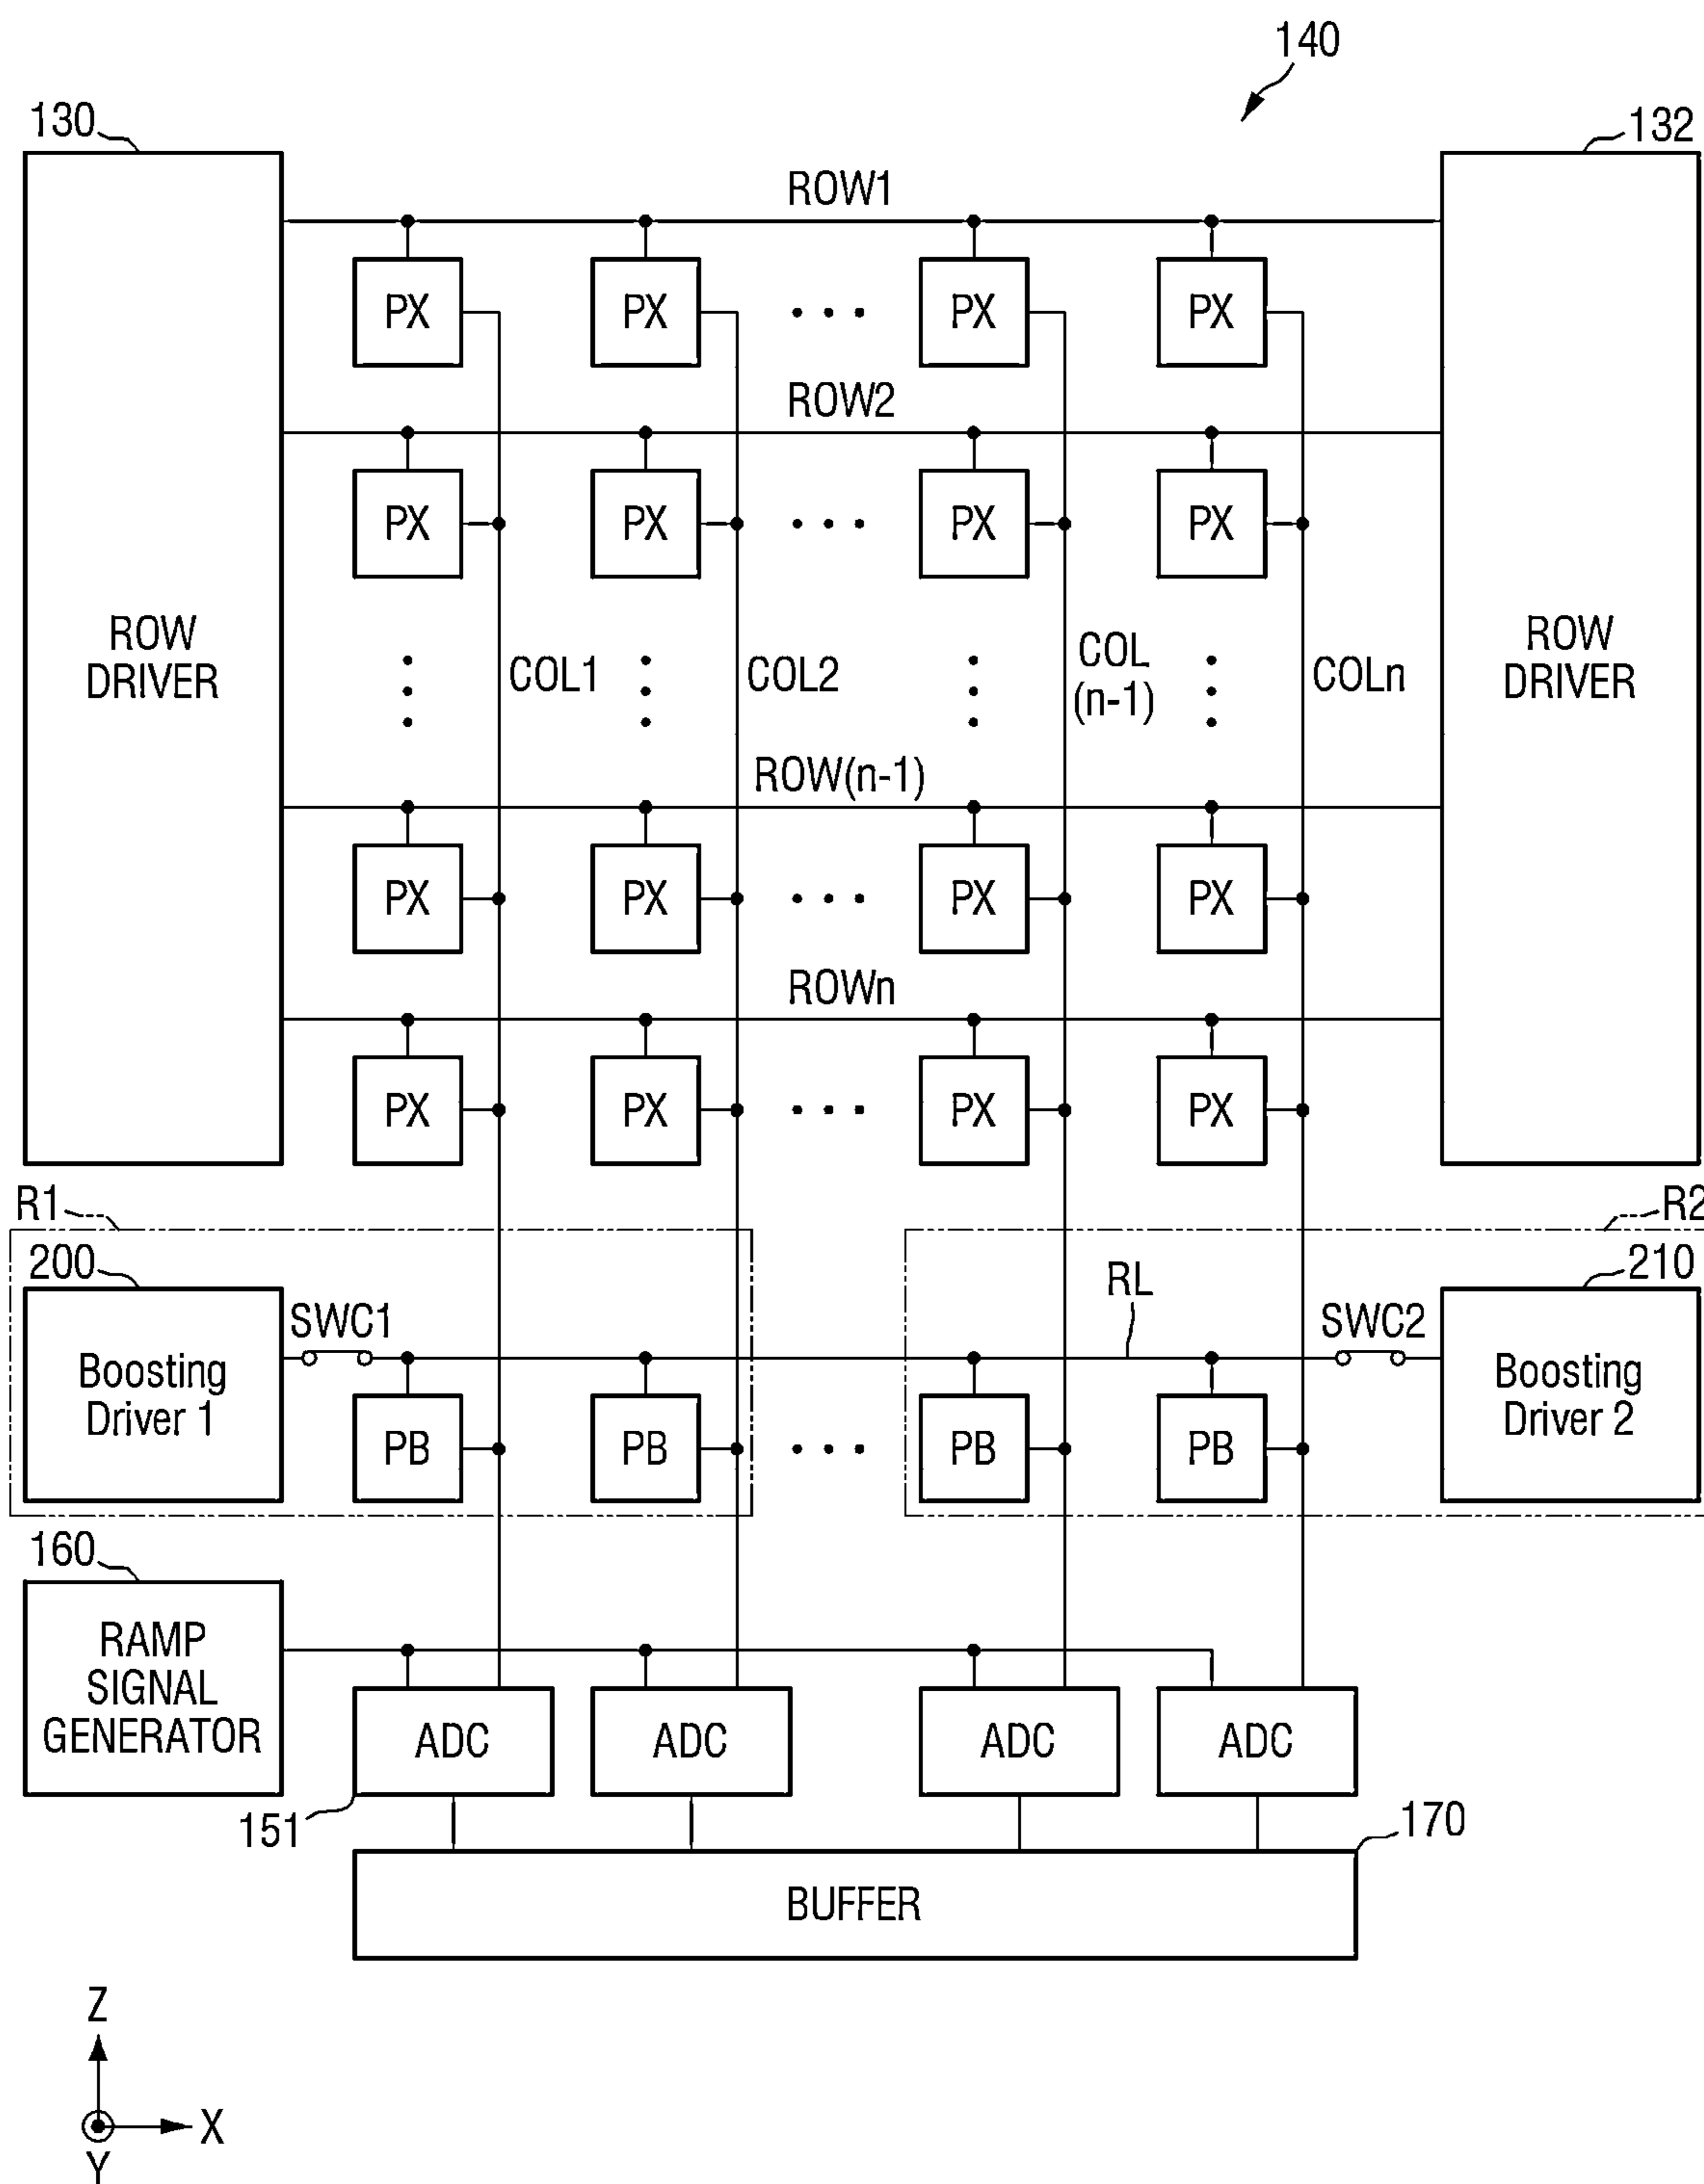 140
130
132
ROW1
PX PX ... PX PX
ROW2
PX PX ... PX PX
ROW
DRIVER
COL1
COL2
COL
(n-1)
COLn
ROW
DRIVER
ROW(n-1)
PX PX ... PX PX
ROWn
PX PX ... PX PX
R1
R2
200
210
SWC1
RL
SWC2
Boosting
Driver 1
PB PB ... PB PB
Boosting
Driver 2
160
RAMP
SIGNAL
GENERATOR
ADC ADC ADC ADC
151
170
BUFFER
Z
X
Y